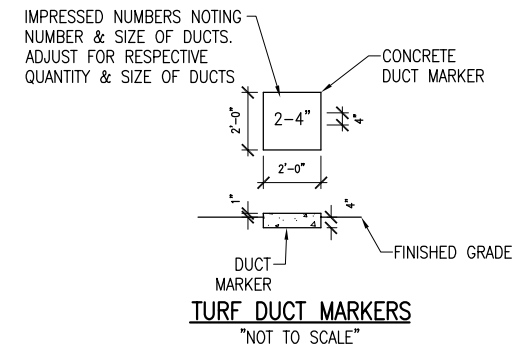 IMPRESSED NUMBERS NOTING
NUMBER & SIZE OF DUCTS.
ADJUST FOR RESPECTIVE
QUANTITY & SIZE OF DUCTS
CONCRETE
DUCT MARKER
2'-0"
2-4"
4"
2'-0"
1"
4"
FINISHED GRADE
DUCT
MARKER
TURF DUCT MARKERS
"NOT TO SCALE"